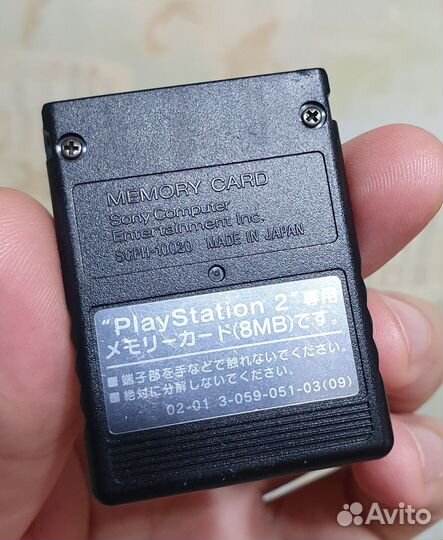 MEMORY CARD
Sony Computer
Entertainment Inc.
SCPH-10020 MADE IN JAPAN
"PlayStation 2"専用
メモリーカード(8MB)です。
■端子部を手などで触れないでください。
■絶対に分解しないでください。
02-01 3-059-051-03(09)
Avito